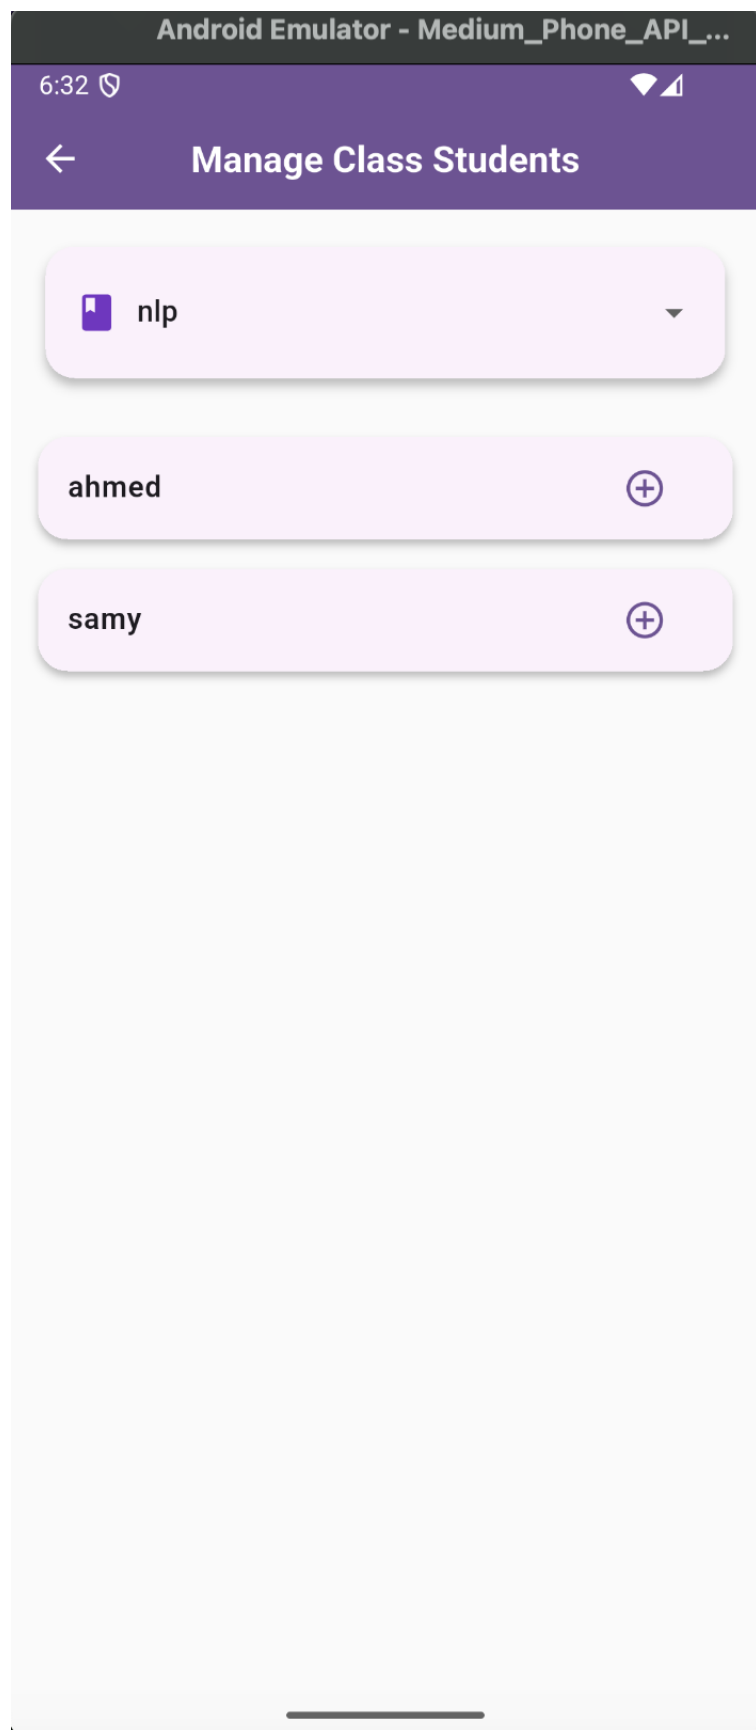 Android Emulator - Medium_Phone_API_...
6:32
Manage Class Students
nlp
ahmed
samy